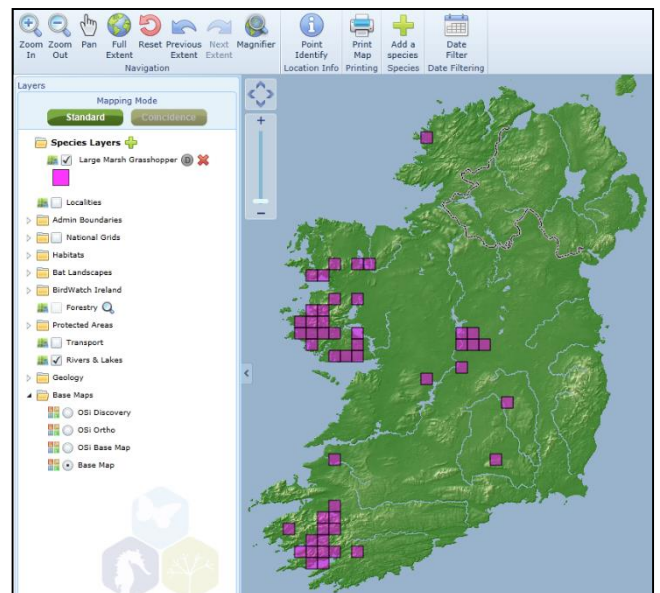 Zoom In
Zoom Out
Pan
Full Extent
Reset
Previous Extent
Next Extent
Magnifier
Point Identify
Print Map
Add a species
Date Filter
Navigation
Location Info
Printing
Species
Date Filtering
Layers
Mapping Mode
Standard
Coincidence
Species Layers
Large Marsh Grasshopper
D
Localities
Admin Boundaries
National Grids
Habitats
Bat Landscapes
BirdWatch Ireland
Forestry
Protected Areas
Transport
Rivers & Lakes
Geology
Base Maps
OSi Discovery
OSi Ortho
OSi Base Map
Base Map